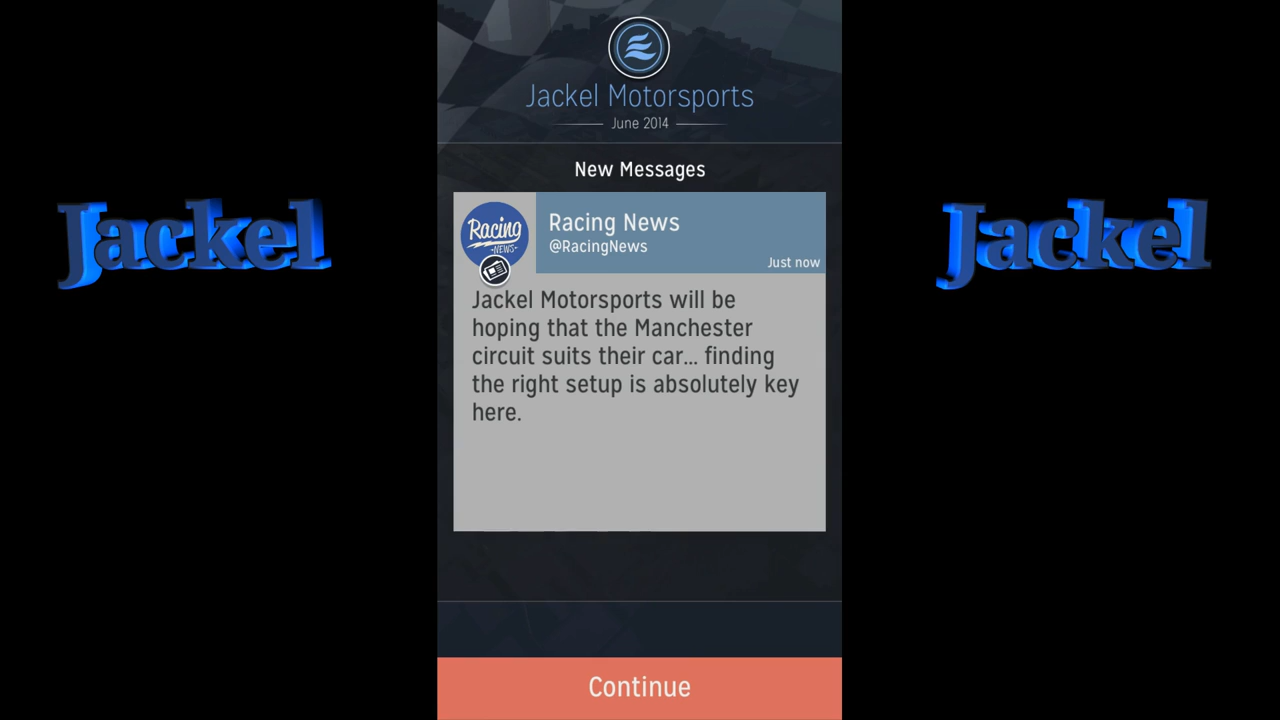 Jackel Motorsports
June 2014
New Messages
Racing
-NEWS-
Racing News
@RacingNews
Just now
Jackel Motorsports will be
hoping that the Manchester
circuit suits their car... finding
the right setup is absolutely key
here.
Continue
Jackel
Jackel